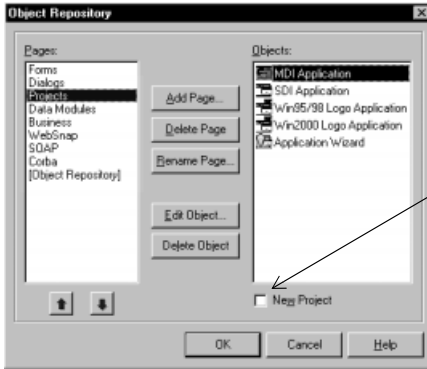 Object Repository
Pages:
Forms
Dialogs
Projects
Data Modules
Business
WebSnap
SOAP
Corba
[Object Repository]
Add Page...
Delete Page
Rename Page...
Edit Object...
Delete Object
Objects:
MDI Application
SDI Application
Win95/98 Logo Application
Win2000 Logo Application
Application Wizard
New Project
OK
Cancel
Help